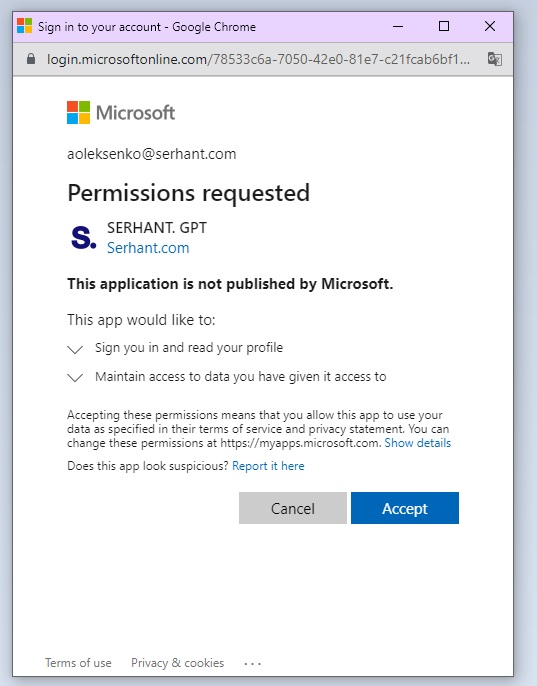 Sign in to your account - Google Chrome
login.microsoftonline.com/78533c6a-7050-42e0-81e7-c21fcab6bf1...
Microsoft
aoleksenko@serhant.com
Permissions requested
S.
SERHANT. GPT
Serhant.com
This application is not published by Microsoft.
This app would like to:
Sign you in and read your profile
Maintain access to data you have given it access to
Accepting these permissions means that you allow this app to use your
data as specified in their terms of service and privacy statement. You can
change these permissions at https://myapps.microsoft.com. Show details
Does this app look suspicious? Report it here
Cancel Accept
Terms of use Privacy & cookies ...